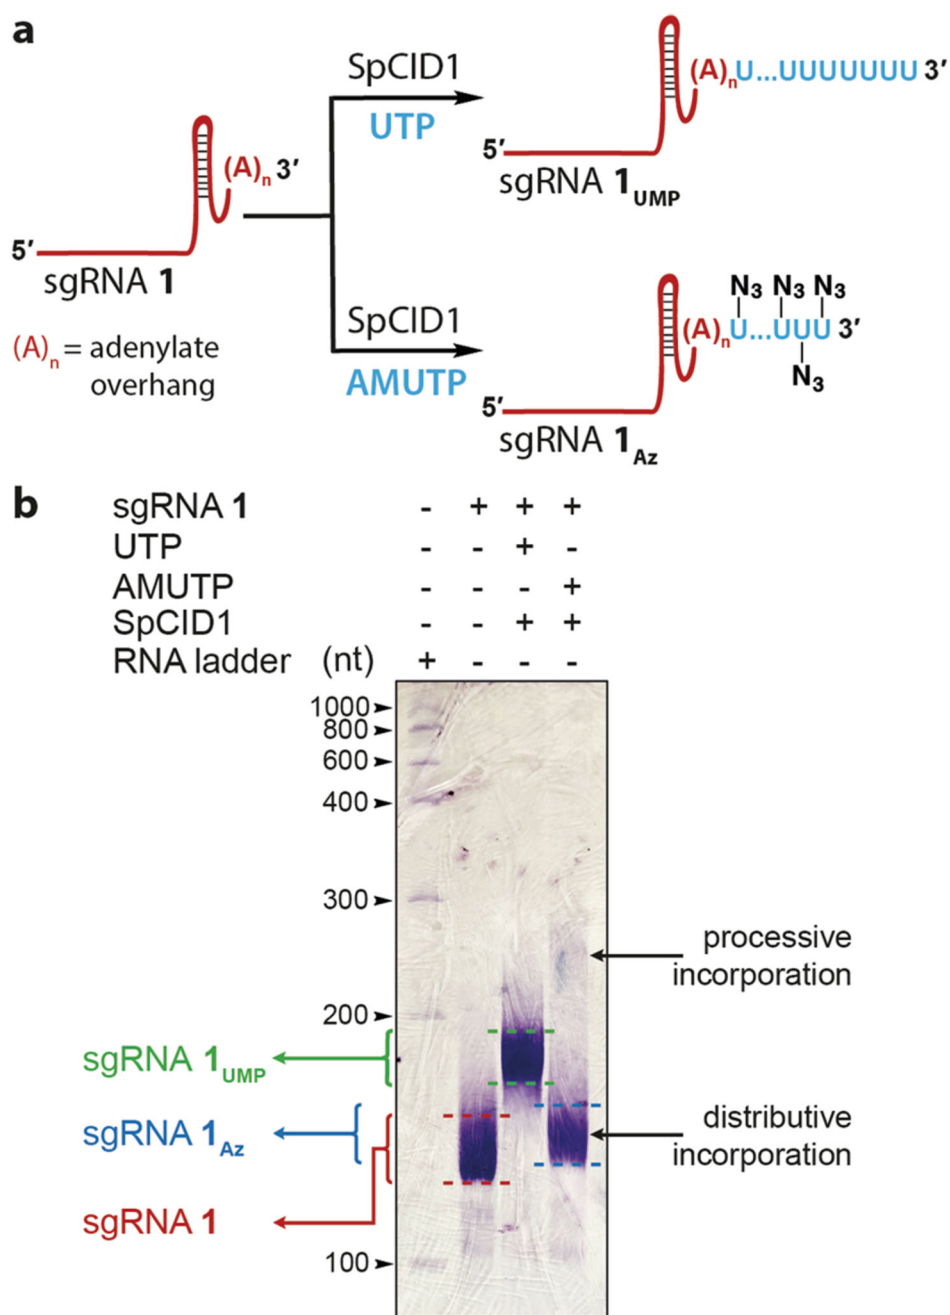 a
SpCID1
UTP
(A)n 3′
5′
sgRNA 1
(A)nU...UUUUUUU 3′
5′
sgRNA 1UMP
(A)n = adenylate
overhang
SpCID1
AMUTP
N3 N3 N3
(A)nU...UUU 3′
N3
5′
sgRNA 1Az
b
sgRNA 1 - + + +
UTP - - + -
AMUTP - - - +
SpCID1 - - + +
RNA ladder (nt) + - - -
1000
800
600
400
300
200
100
processive
incorporation
distributive
incorporation
sgRNA 1UMP
sgRNA 1Az
sgRNA 1